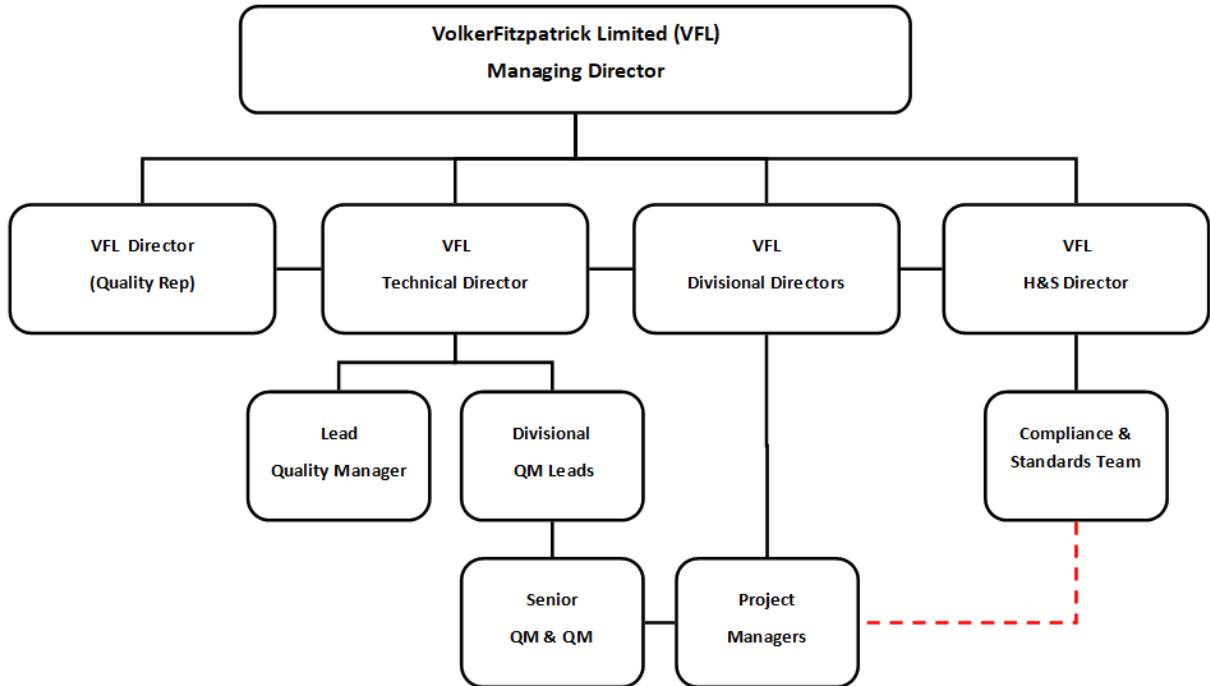 VolkerFitzpatrick Limited (VFL)
Managing Director
VFL Director
(Quality Rep)
VFL
Technical Director
VFL
Divisional Directors
VFL
H&S Director
Lead
Quality Manager
Divisional
QM Leads
Compliance &
Standards Team
Senior
QM & QM
Project
Managers